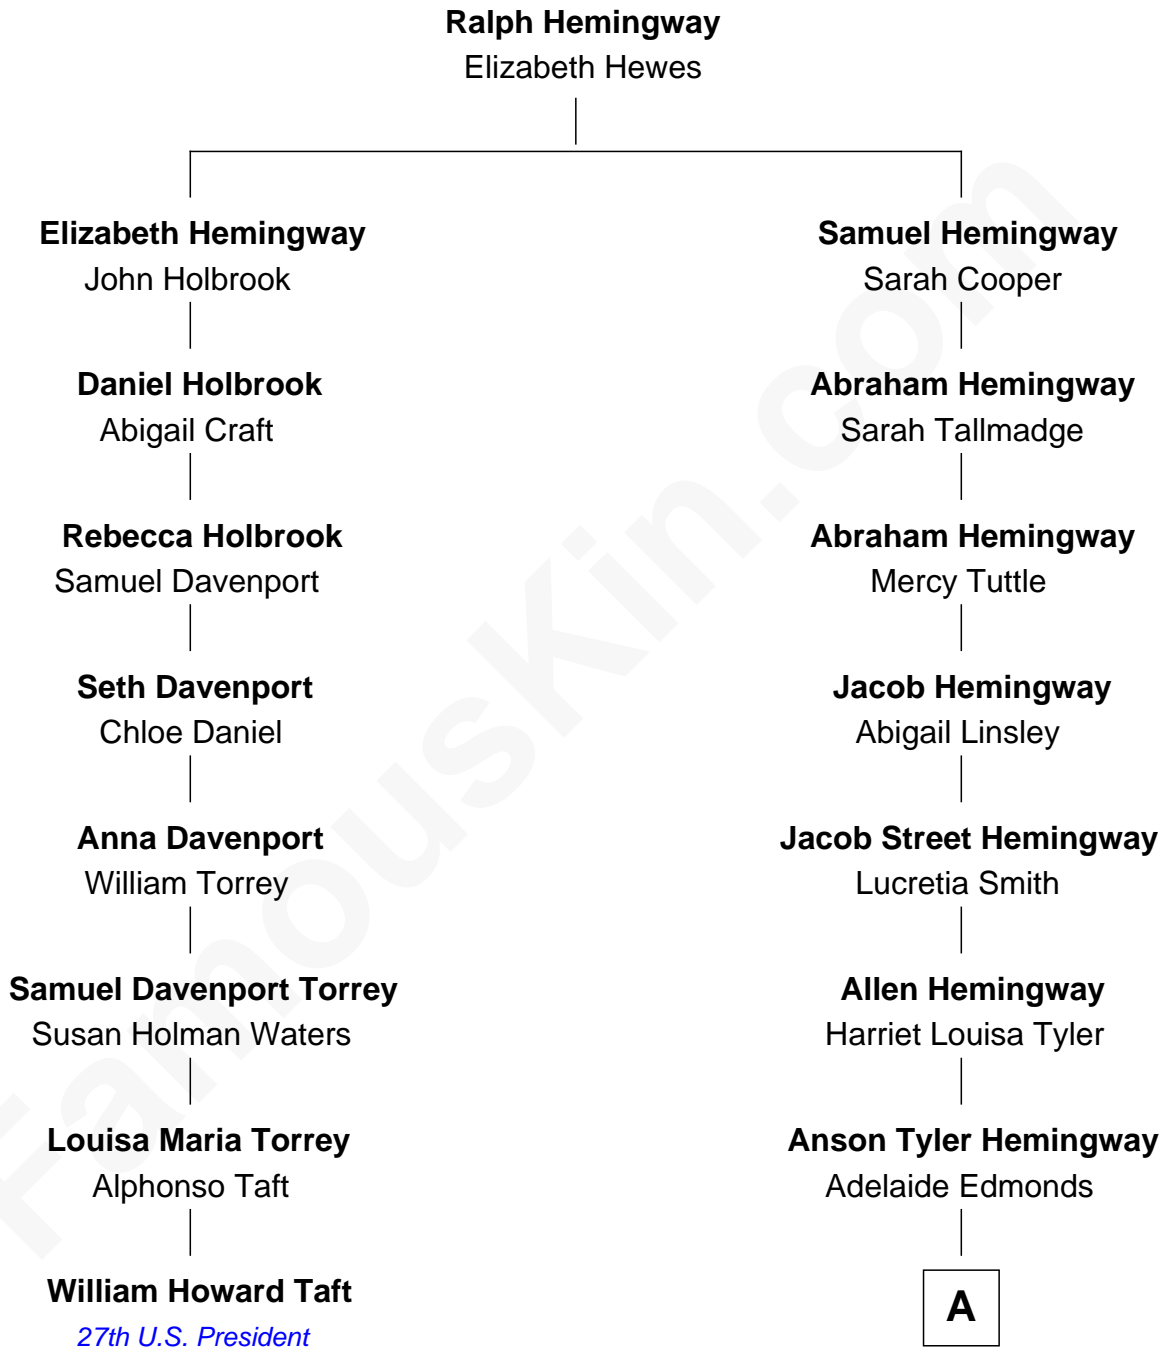 Ralph Hemingway
Elizabeth Hewes
Elizabeth Hemingway
John Holbrook
Samuel Hemingway
Sarah Cooper
Daniel Holbrook
Abigail Craft
Abraham Hemingway
Sarah Tallmadge
Rebecca Holbrook
Samuel Davenport
Abraham Hemingway
Mercy Tuttle
Seth Davenport
Chloe Daniel
Jacob Hemingway
Abigail Linsley
Anna Davenport
William Torrey
Jacob Street Hemingway
Lucretia Smith
Samuel Davenport Torrey
Susan Holman Waters
Allen Hemingway
Harriet Louisa Tyler
Louisa Maria Torrey
Alphonso Taft
Anson Tyler Hemingway
Adelaide Edmonds
William Howard Taft
27th U.S. President
A
FamousKin.com